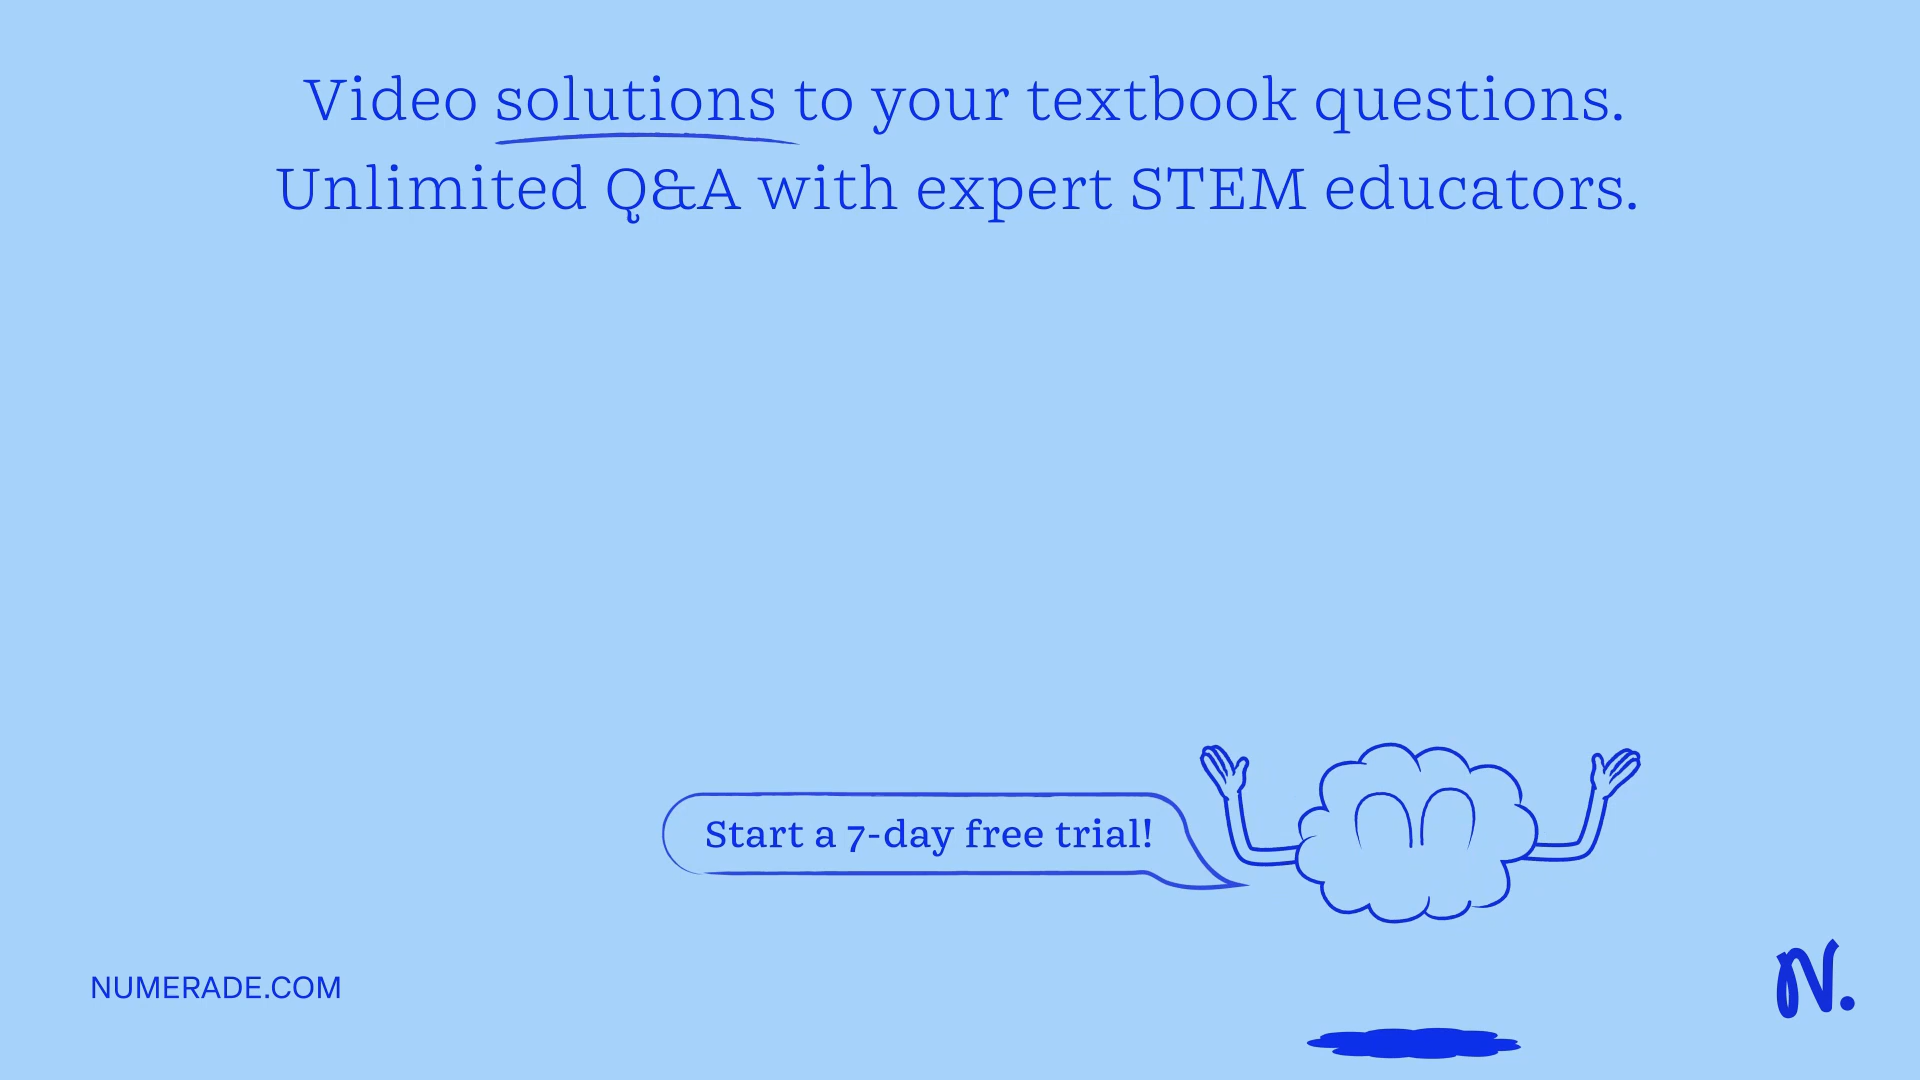 Video solutions to your textbook questions.
Unlimited Q&A with expert STEM educators.
Start a 7-day free trial!
NUMERADE.COM
N.